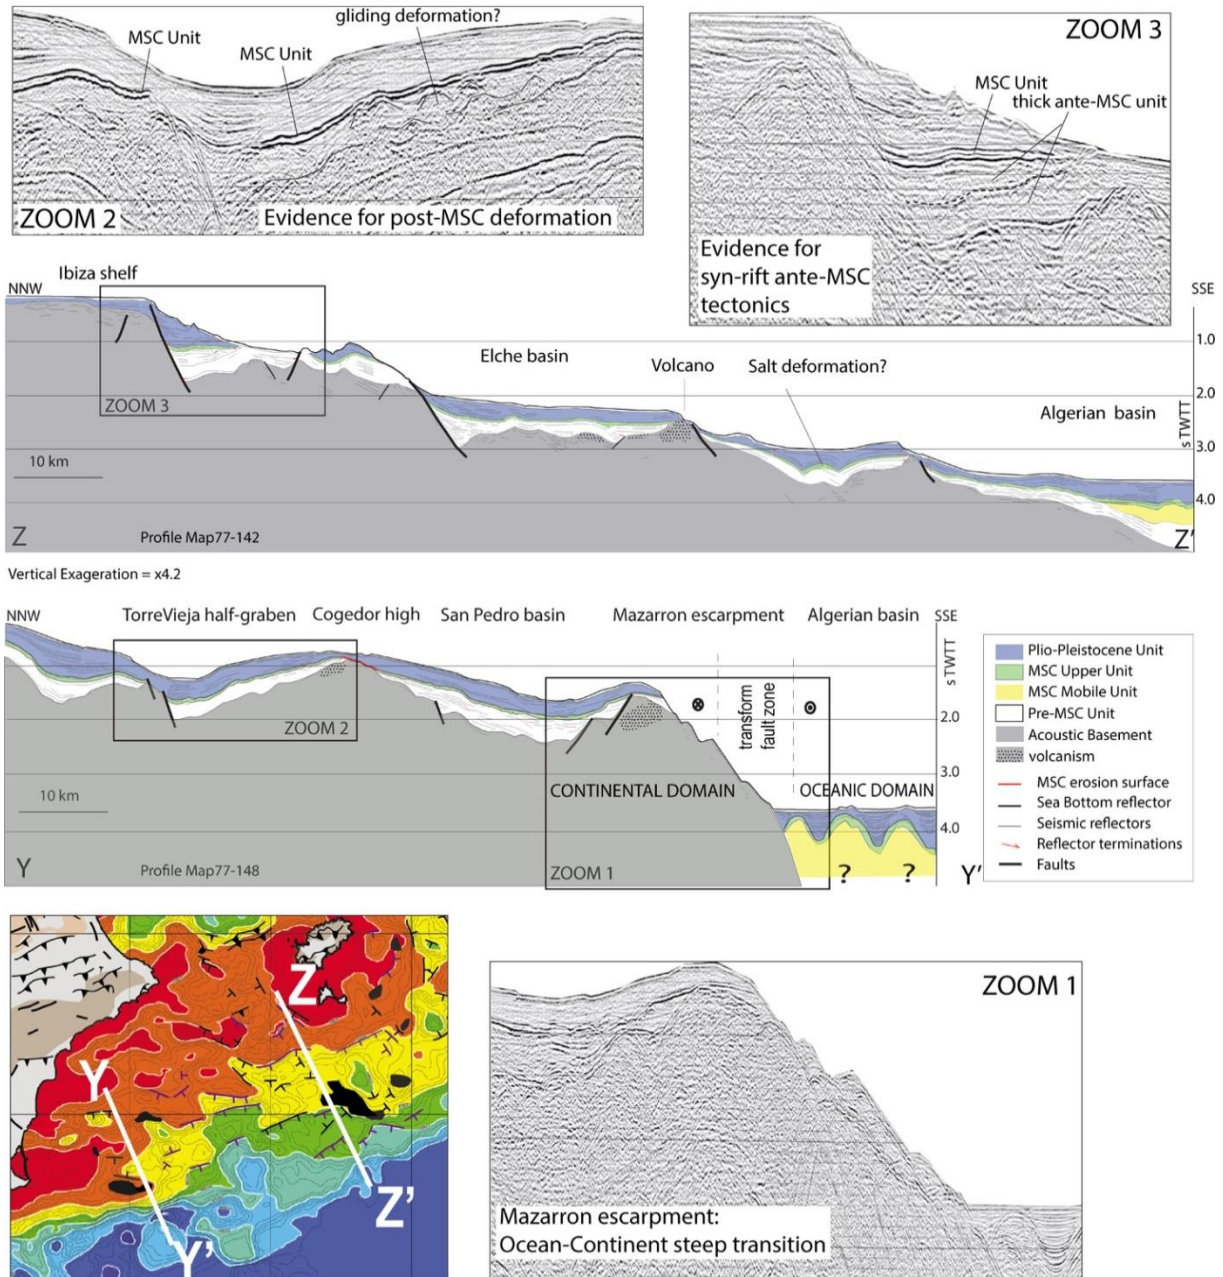 gliding deformation?
MSC Unit
MSC Unit
ZOOM 2
Evidence for post-MSC deformation
ZOOM 3
MSC Unit
thick ante-MSC unit
Evidence for
syn-rift ante-MSC
tectonics
Ibiza shelf
NNW
SSE
Elche basin
Volcano
Salt deformation?
Algerian basin
1.0
2.0
3.0
4.0
s TWTT
ZOOM 3
10 km
Z
Profile Map77-142
Z'
Vertical Exageration = x4.2
NNW
TorreVieja half-graben
Cogedor high
San Pedro basin
Mazarron escarpment
Algerian basin
SSE
s TWTT
2.0
3.0
4.0
ZOOM 2
transform
fault zone
CONTINENTAL DOMAIN
OCEANIC DOMAIN
10 km
Y
Profile Map77-148
ZOOM 1
?
?
Y'
Plio-Pleistocene Unit
MSC Upper Unit
MSC Mobile Unit
Pre-MSC Unit
Acoustic Basement
volcanism
MSC erosion surface
Sea Bottom reflector
Seismic reflectors
Reflector terminations
Faults
Z
Y
Z'
Y'
ZOOM 1
Mazarron escarpment:
Ocean-Continent steep transition